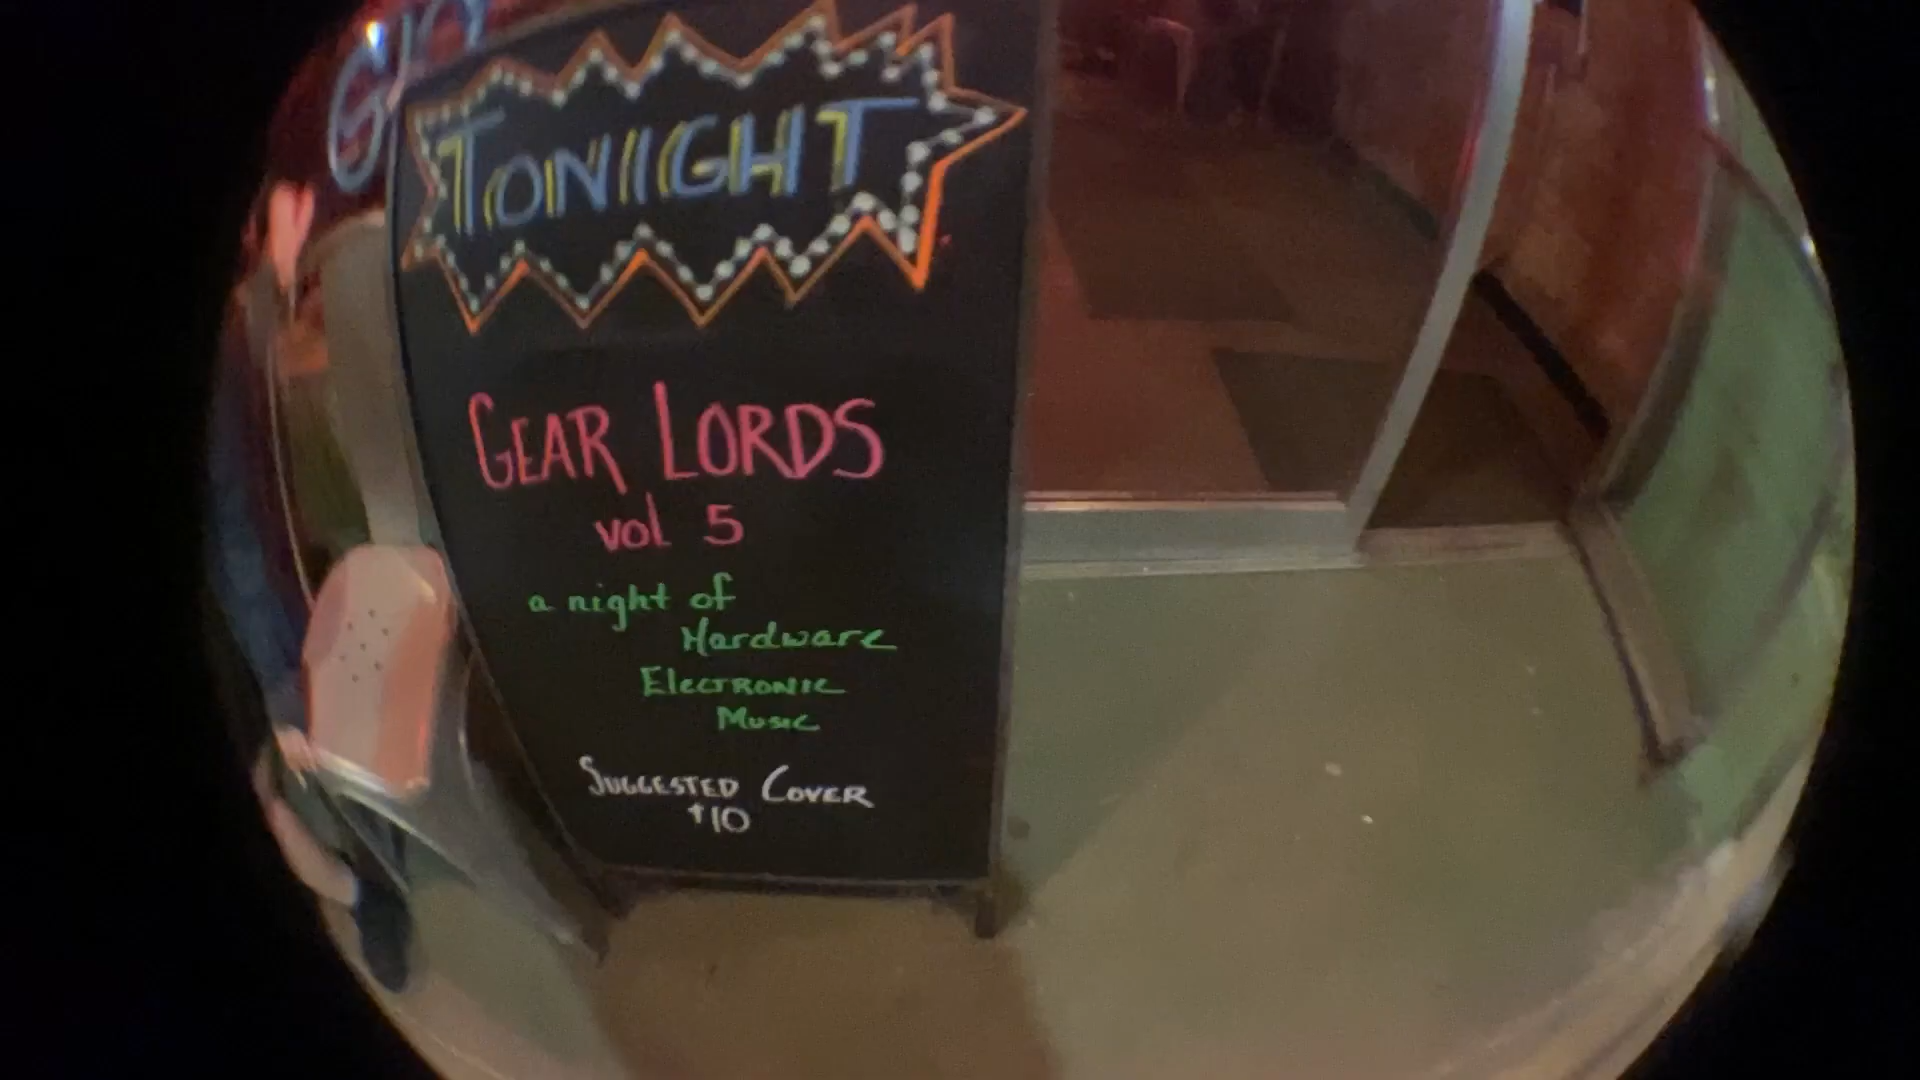 TONIGHT
GEAR LORDS
vol 5
a night of
Hardware
ELECTRONIC
MUSIC
SUGGESTED COVER
$10